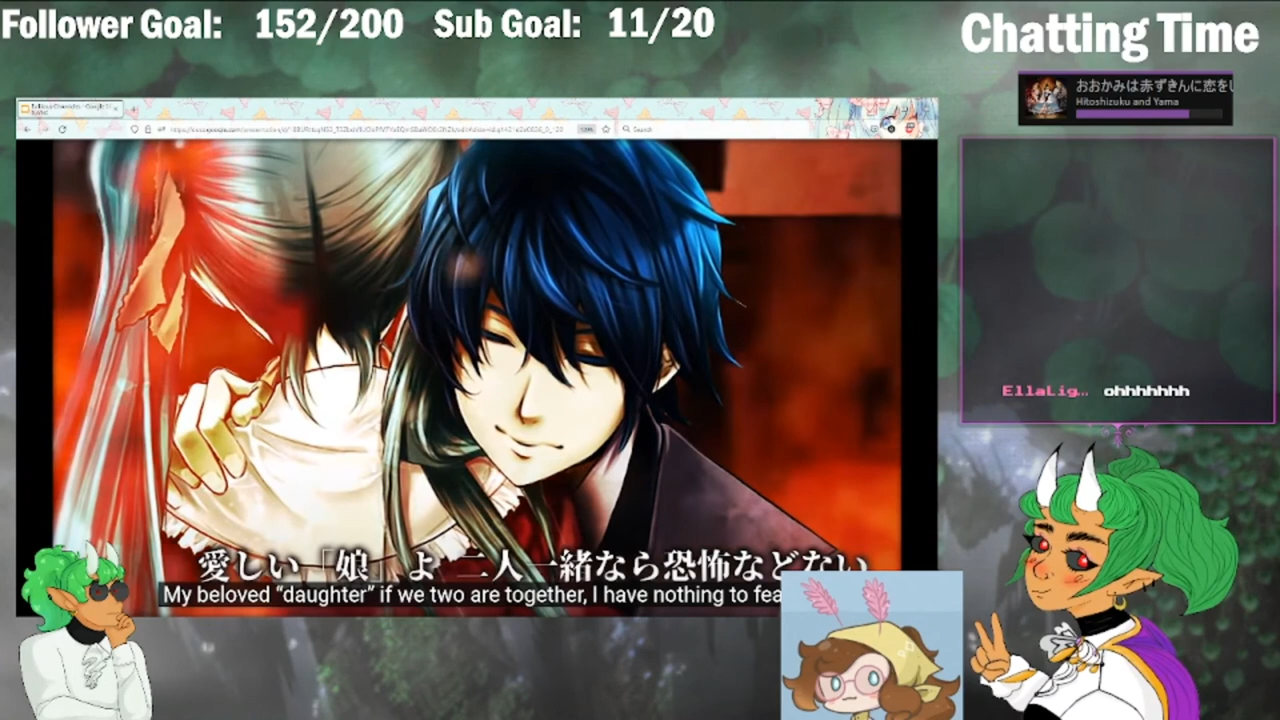 Follower Goal: 152/200 Sub Goal: 11/20
Chatting Time
おおかみは赤ずきんに恋を
Hitoshizuku and Yama
Search
EllaLig… ohhhhhhh
愛しい「娘」よ 二人一緒なら恐怖などない
My beloved “daughter” if we two are together, I have nothing to fea